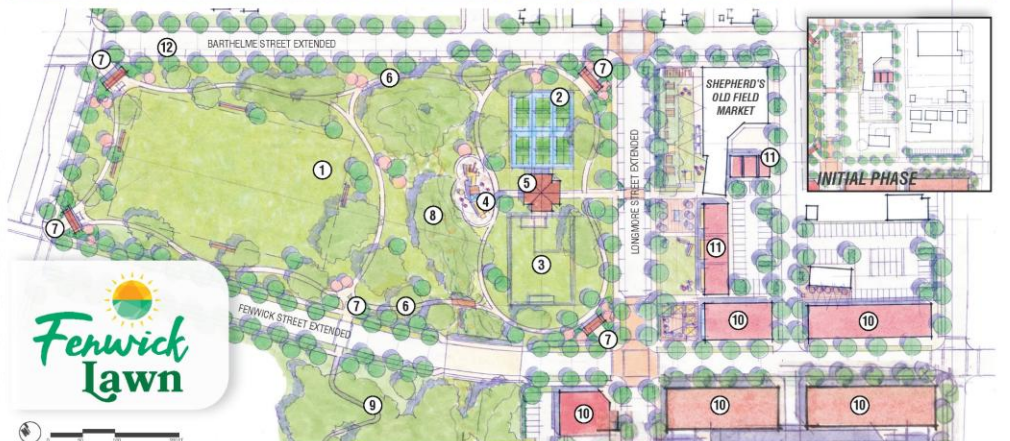 12
BARTHELME STREET EXTENDED
7
6
7
2
SHEPHERD'S
OLD FIELD
MARKET
INITIAL PHASE
1
11
5
4
LONGMORE STREET EXTENDED
8
7
11
3
FENWICK STREET EXTENDED
7
6
7
10
10
9
10
10
10
Fenwick
Lawn
0